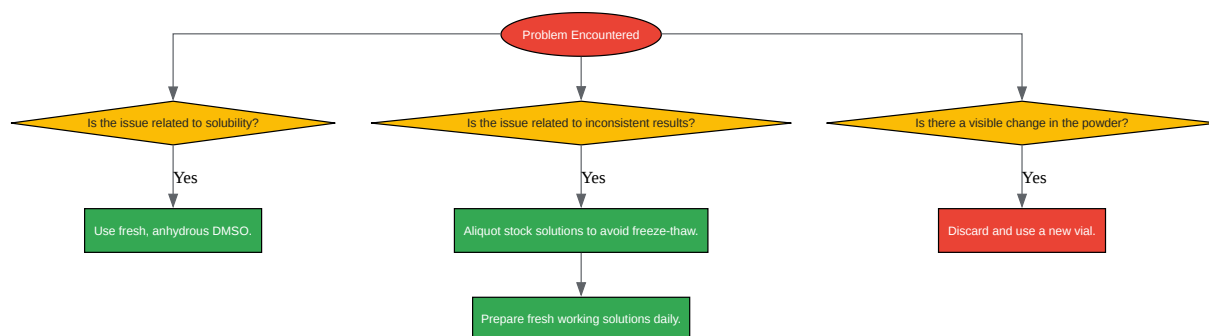 Problem Encountered
Is the issue related to solubility?
Is the issue related to inconsistent results?
Is there a visible change in the powder?
Yes
Yes
Yes
Use fresh, anhydrous DMSO.
Aliquot stock solutions to avoid freeze-thaw.
Discard and use a new vial.
Prepare fresh working solutions daily.